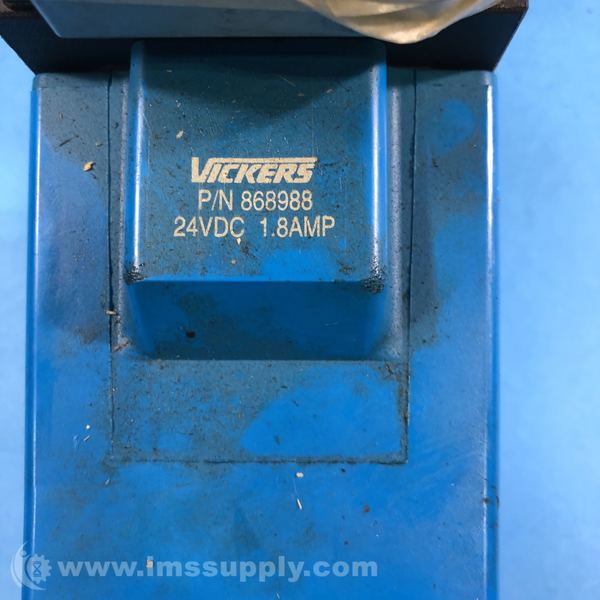 VICKERS
P/N 868988
24VDC 1.8AMP
www.imssupply.com